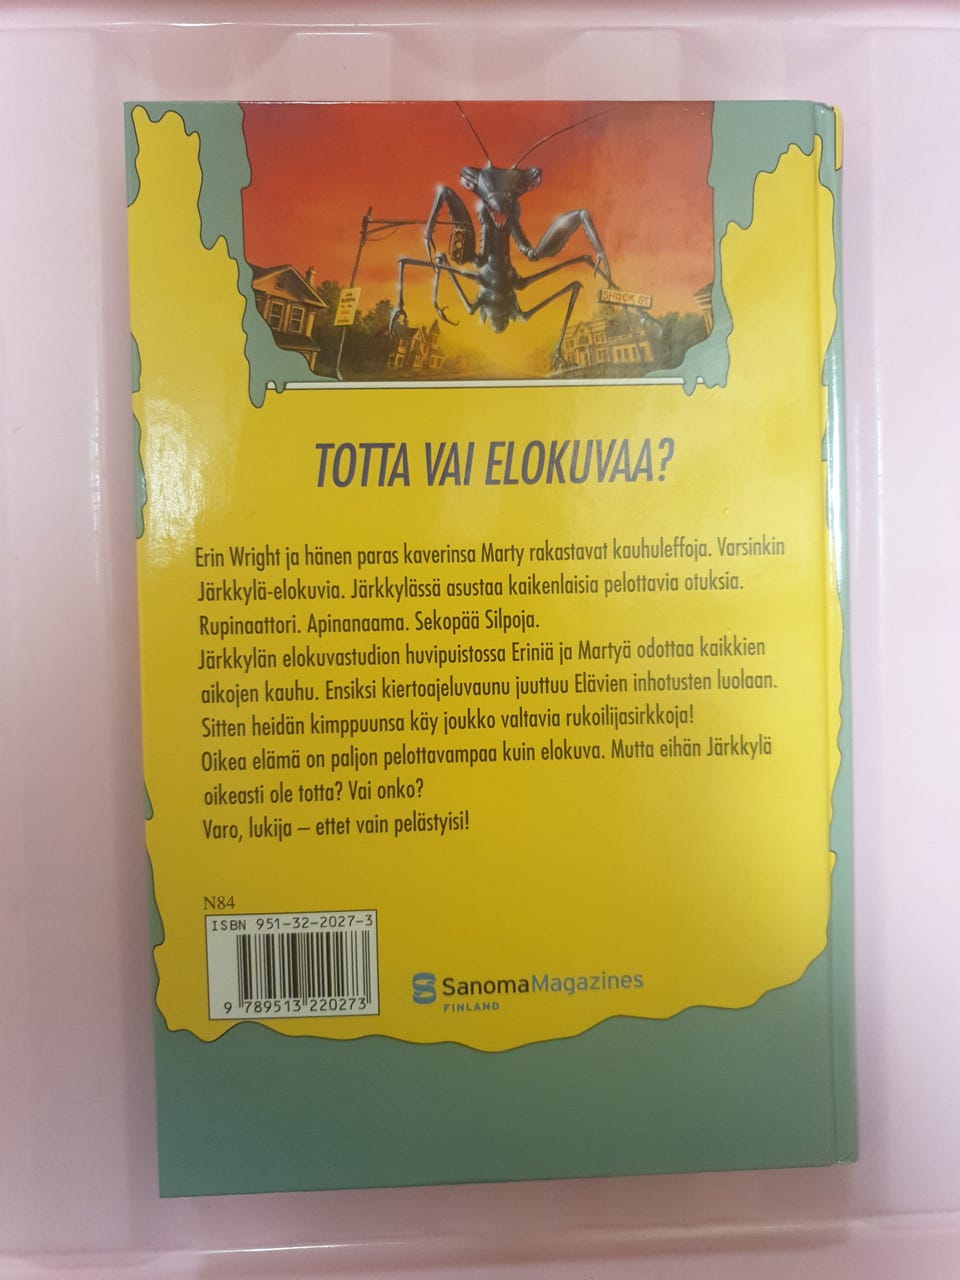 SHOCK ST
TOTTA VAI ELOKUVAA?
Erin Wright ja hänen paras kaverinsa Marty rakastavat kauhuleffoja. Varsinkin
Järkkylä-elokuvia. Järkkylässä asustaa kaikenlaisia pelottavia otuksia.
Rupinaattori. Apinanaama. Sekopää Silpoja.
Järkkylän elokuvastudion huvipuistossa Eriniä ja Martyä odottaa kaikkien
aikojen kauhu. Ensiksi kiertoajeluvaunu juuttuu Elävien inhotusten luolaan.
Sitten heidän kimppuunsa käy joukko valtavia rukoilijasirkkoja!
Oikea elämä on paljon pelottavampaa kuin elokuva. Mutta eihän Järkkylä
oikeasti ole totta? Vai onko?
Varo, lukija – ettet vain pelästyisi!
N84
ISBN 951-32-2027-3
9 789513 220273
SanomaMagazines
FINLAND